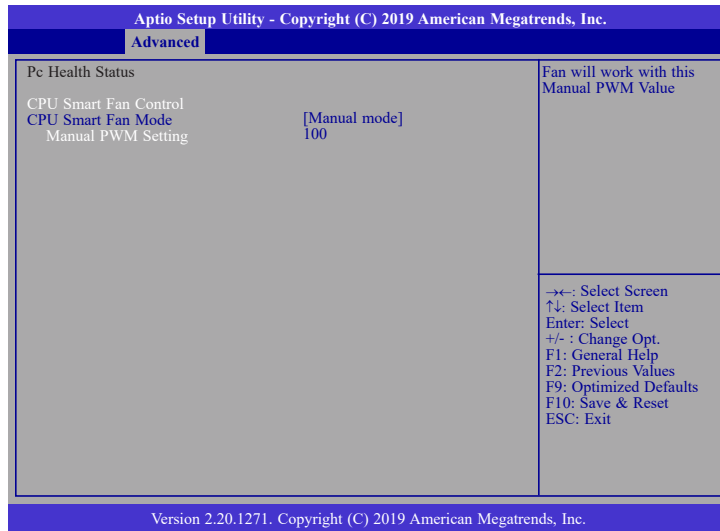 Aptio Setup Utility - Copyright (C) 2019 American Megatrends, Inc.
Advanced
Pc Health Status
CPU Smart Fan Control
CPU Smart Fan Mode [Manual mode]
Manual PWM Setting 100
Fan will work with this
Manual PWM Value
→←: Select Screen
↑↓: Select Item
Enter: Select
+/- : Change Opt.
F1: General Help
F2: Previous Values
F9: Optimized Defaults
F10: Save & Reset
ESC: Exit
Version 2.20.1271. Copyright (C) 2019 American Megatrends, Inc.